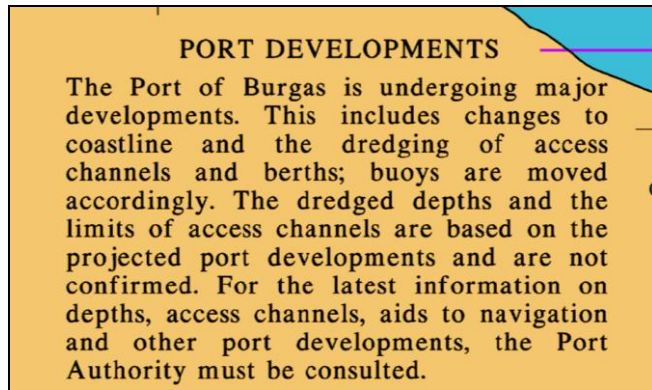 PORT DEVELOPMENTS
The Port of Burgas is undergoing major
developments. This includes changes to
coastline and the dredging of access
channels and berths; buoys are moved
accordingly. The dredged depths and the
limits of access channels are based on the
projected port developments and are not
confirmed. For the latest information on
depths, access channels, aids to navigation
and other port developments, the Port
Authority must be consulted.